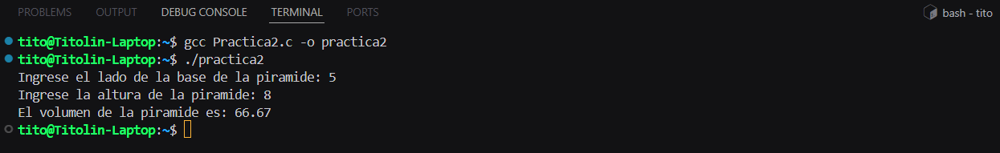 PROBLEMS OUTPUT DEBUG CONSOLE TERMINAL PORTS bash - tito
tito@Titolin-Laptop:~$ gcc Practica2.c -o practica2
tito@Titolin-Laptop:~$ ./practica2
Ingrese el lado de la base de la piramide: 5
Ingrese la altura de la piramide: 8
El volumen de la piramide es: 66.67
tito@Titolin-Laptop:~$